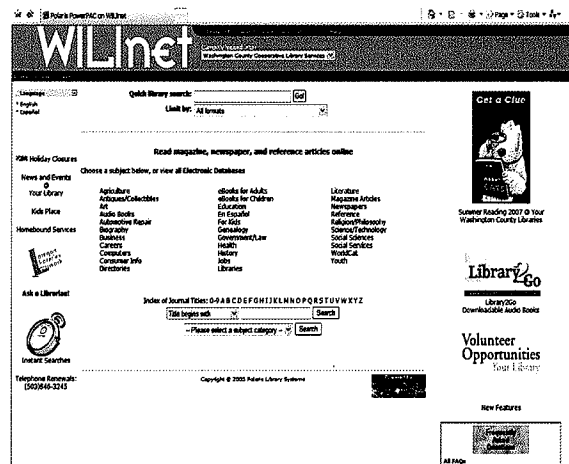 Polaris PowerPAC on WILInet
Page Tools
WILInet
Washington County Cooperative Library Services
Language
English
Español
Quick library search: Go!
Limit by: All formats
Read magazine, newspaper, and reference articles online
Choose a subject below, or view all Electronic Databases
Holiday Closures
News and Events
@
Your Library
Kids Place
Homebound Services
Ask a Librarian!
Instant Searches
Telephone Renewals:
(503)846-3245
Agriculture
Antiques/Collectibles
Art
Audio Books
Automotive Repair
Biography
Business
Careers
Computers
Consumer Info
Directories
eBooks for Adults
eBooks for Children
Education
En Español
For Kids
Genealogy
Government/Law
Health
History
Jobs
Libraries
Literature
Magazine Articles
Newspapers
Reference
Religion/Philosophy
Science/Technology
Social Sciences
Social Services
WorldCat
Youth
Index of Journal Titles: 0-9 A B C D E F G H I J K L M N O P Q R S T U V W X Y Z
Title begins with Search
-- Please select a subject category -- Search
Copyright © 2005 Polaris Library Systems
Get a Clue
Summer Reading 2007 @ Your
Washington County Libraries
Library2Go
Library2Go
Downloadable Audio Books
Volunteer
Opportunities
Your Library
New Features
Frequently
Asked
Questions
All FAQs